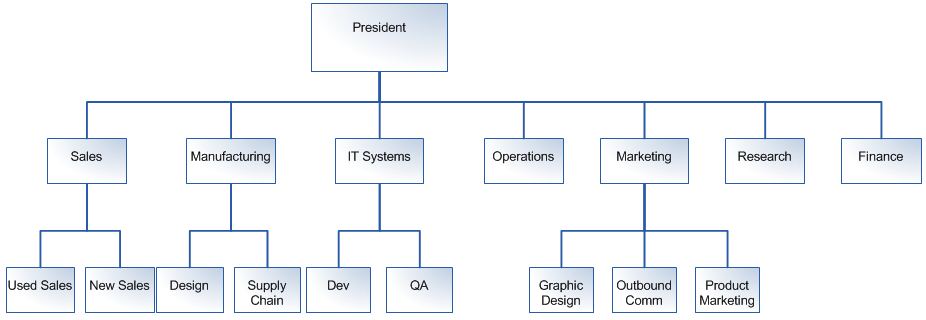 President
Sales
Manufacturing
IT Systems
Operations
Marketing
Research
Finance
Used Sales
New Sales
Design
Supply
Chain
Dev
QA
Graphic
Design
Outbound
Comm
Product
Marketing